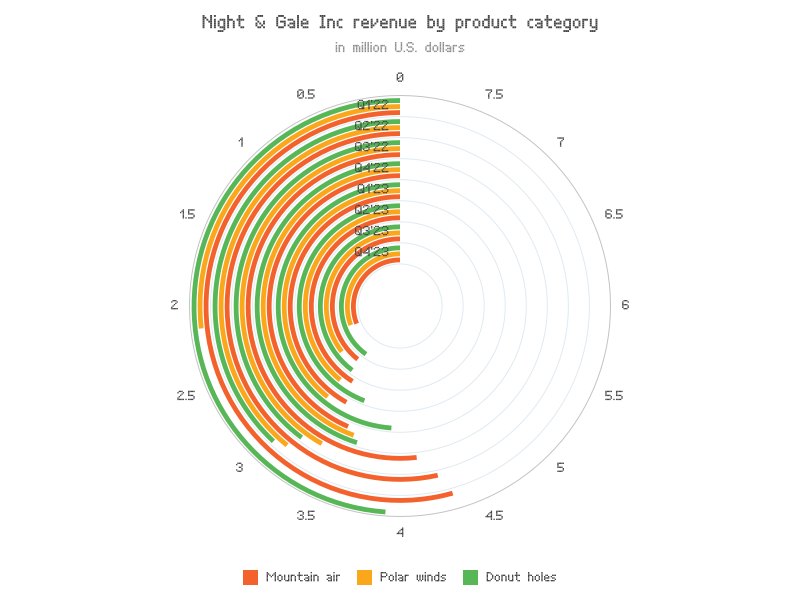 Night & Gale Inc revenue by product category
in million U.S. dollars
0
0.5
7.5
Q1'22
Q2'22
1
7
Q3'22
Q4'22
Q1'23
Q2'23
1.5
6.5
Q3'23
Q4'23
2
6
2.5
5.5
3
5
3.5
4.5
4
Mountain air
Polar winds
Donut holes